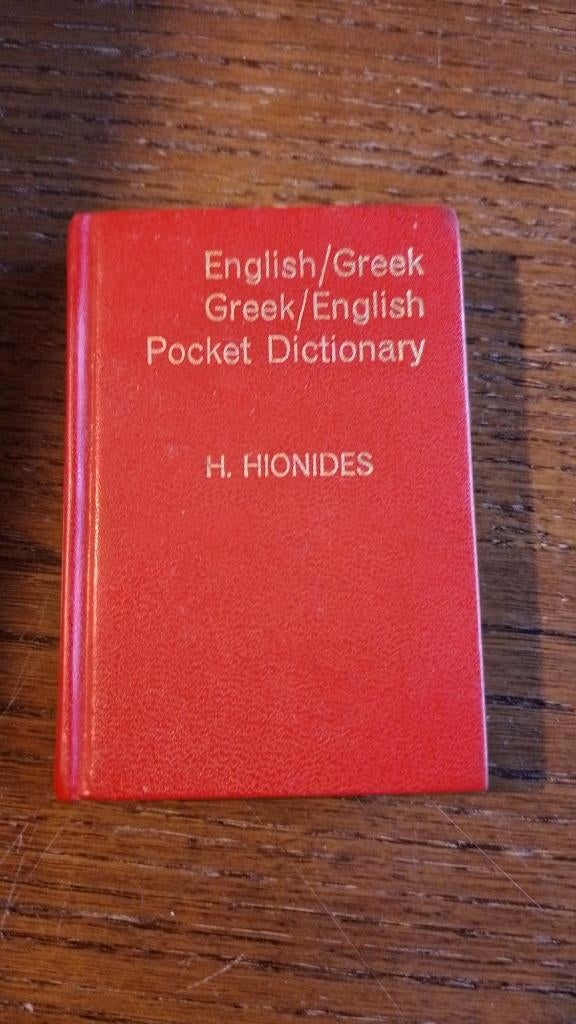 English/Greek
Greek/English
Pocket Dictionary
H. HIONIDES